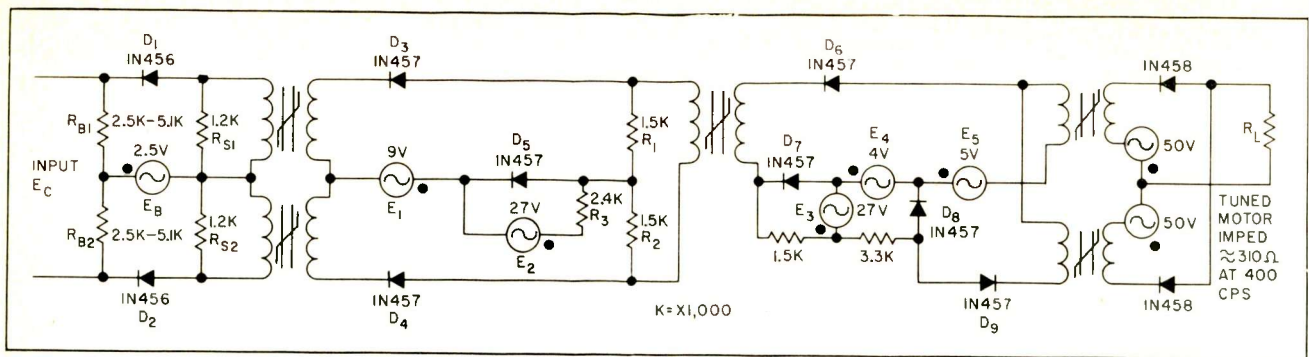 D1
1N456
RB1
2.5K-5.1K
1.2K
RS1
INPUT
EC
2.5V
EB
RB2
2.5K-5.1K
1.2K
RS2
1N456
D2
D3
1N457
9V
E1
D5
1N457
27V
E2
2.4K
R3
1.5K
R1
1.5K
R2
1N457
D4
K=X1,000
D6
1N457
D7
1N457
E4
4V
E5
5V
E3
27V
D8
1N457
1.5K
3.3K
1N457
D9
1N458
50V
50V
1N458
RL
TUNED
MOTOR
IMPED
≈310Ω
AT 400
CPS